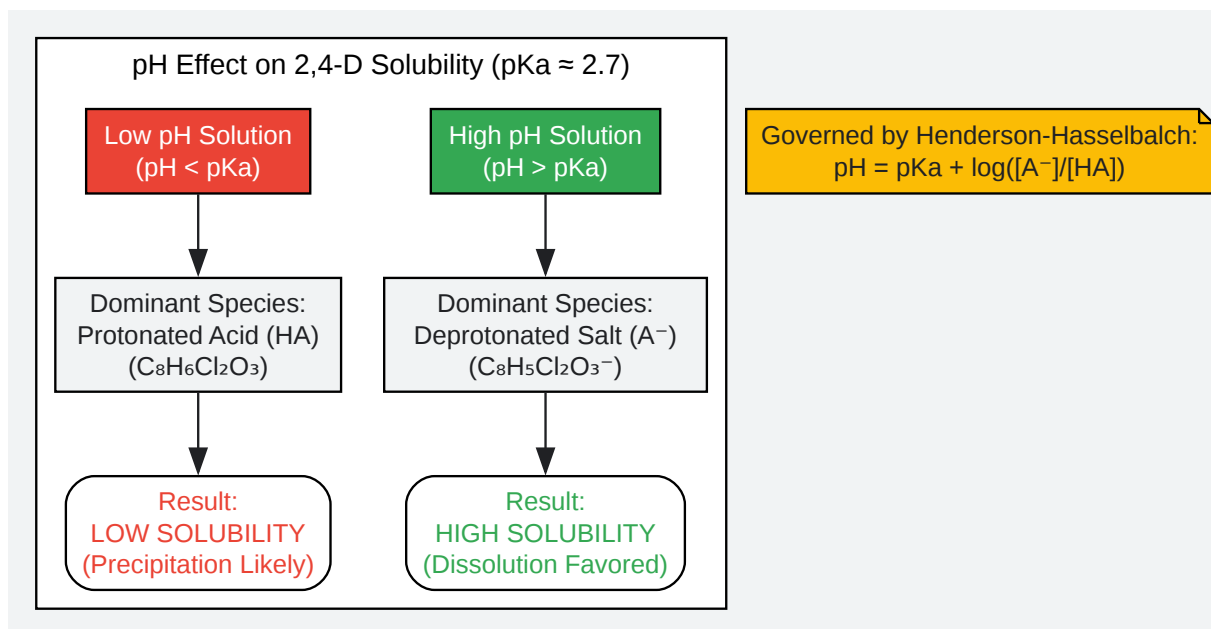 pH Effect on 2,4-D Solubility (pKa ≈ 2.7)
Low pH Solution
(pH < pKa)
High pH Solution
(pH > pKa)
Governed by Henderson-Hasselbalch:
pH = pKa + log([A⁻]/[HA])
Dominant Species:
Protonated Acid (HA)
(C₈H₆Cl₂O₃)
Dominant Species:
Deprotonated Salt (A⁻)
(C₈H₅Cl₂O₃⁻)
Result:
LOW SOLUBILITY
(Precipitation Likely)
Result:
HIGH SOLUBILITY
(Dissolution Favored)